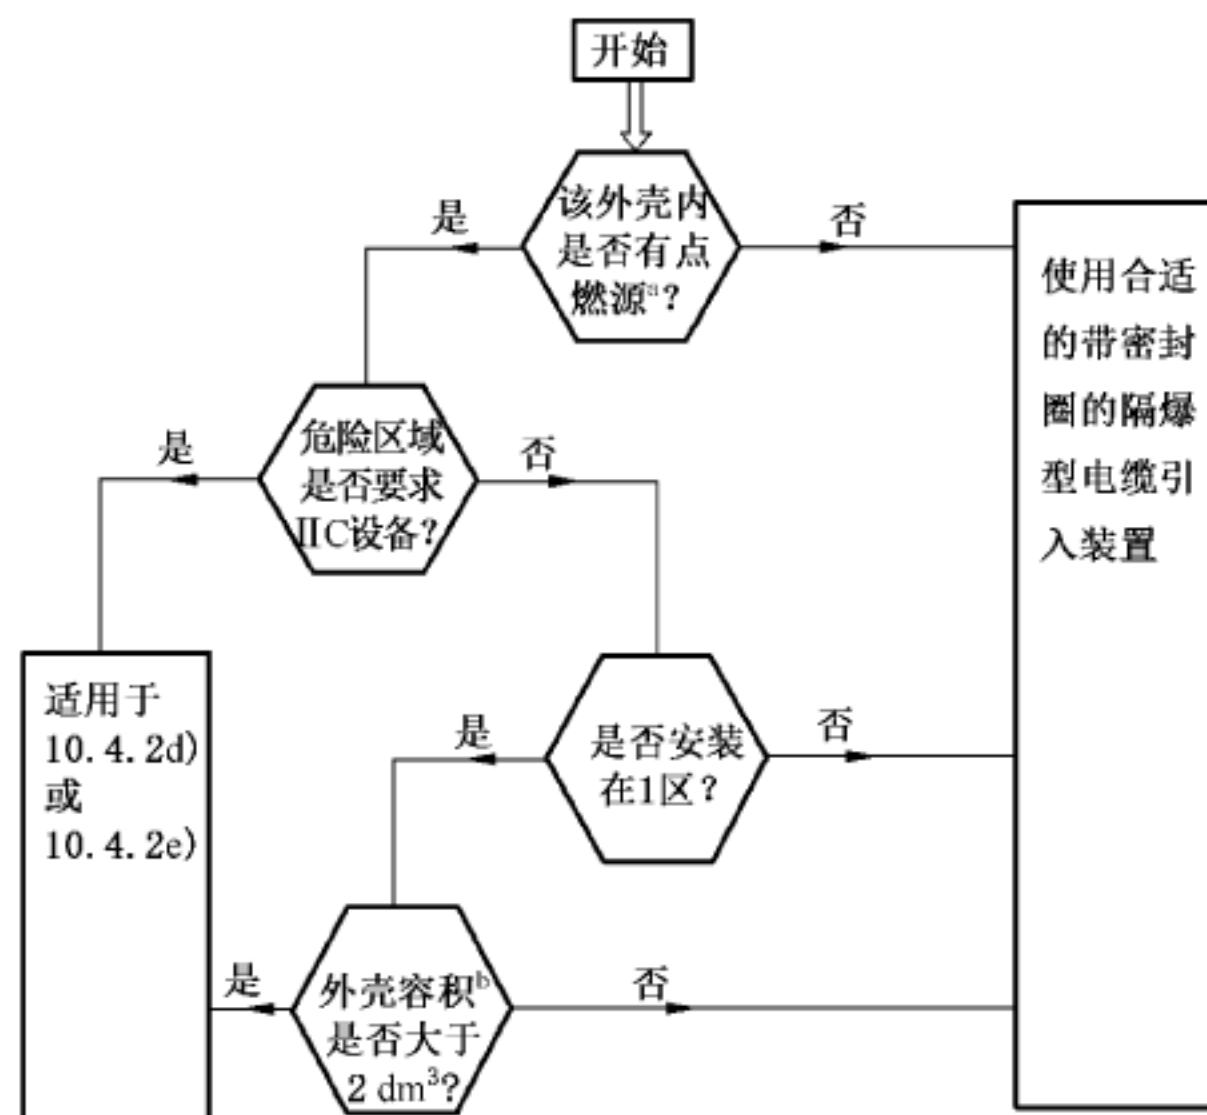 开始
该外壳内
是否有点
燃源ᵃ?
是
否
使用合适
的带密封
圈的隔爆
型电缆引
入装置
危险区域
是否要求
ⅡC设备?
是
否
适用于
10.4.2d)
或
10.4.2e)
是否安装
在1区?
是
否
外壳容积ᵇ
是否大于
2 dm³?
是
否